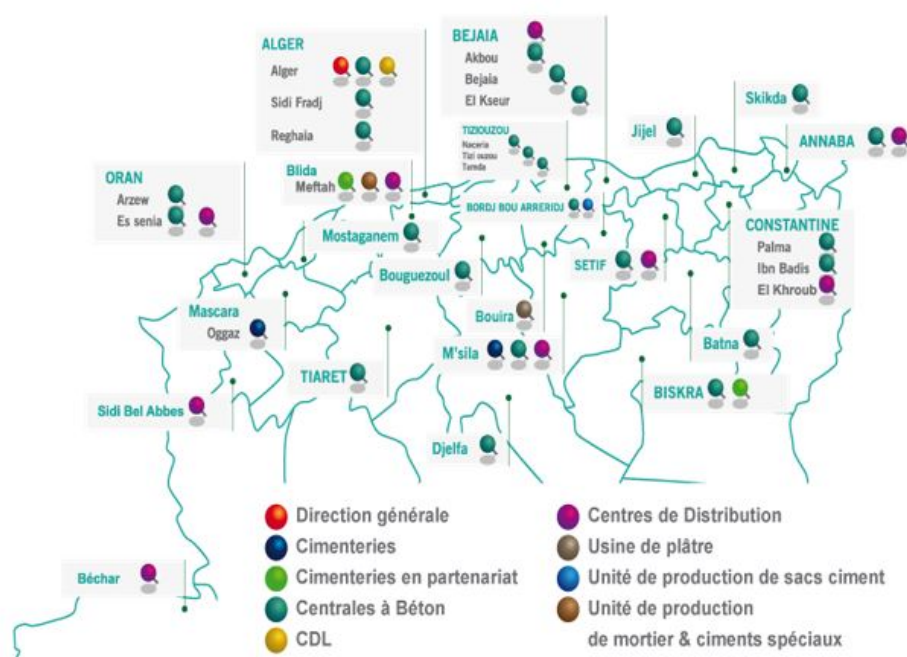 ALGER
Alger
Sidi Fradj
Reghaia
BEJAIA
Akbou
Bejaia
El Kseur
TIZIOUZOU
Naceria
Tizi ouzou
Tamda
Jijel
Skikda
ANNABA
ORAN
Arzew
Es senia
Blida
Meftah
BORDJ BOU ARRERIDJ
Mostaganem
Bouguezoul
SETIF
CONSTANTINE
Palma
Ibn Badis
El Khroub
Mascara
Oggaz
Bouira
M'sila
Batna
TIARET
BISKRA
Sidi Bel Abbes
Djelfa
Béchar
Direction générale
Cimenteries
Cimenteries en partenariat
Centrales à Béton
CDL
Centres de Distribution
Usine de plâtre
Unité de production de sacs ciment
Unité de production
de mortier & ciments spéciaux